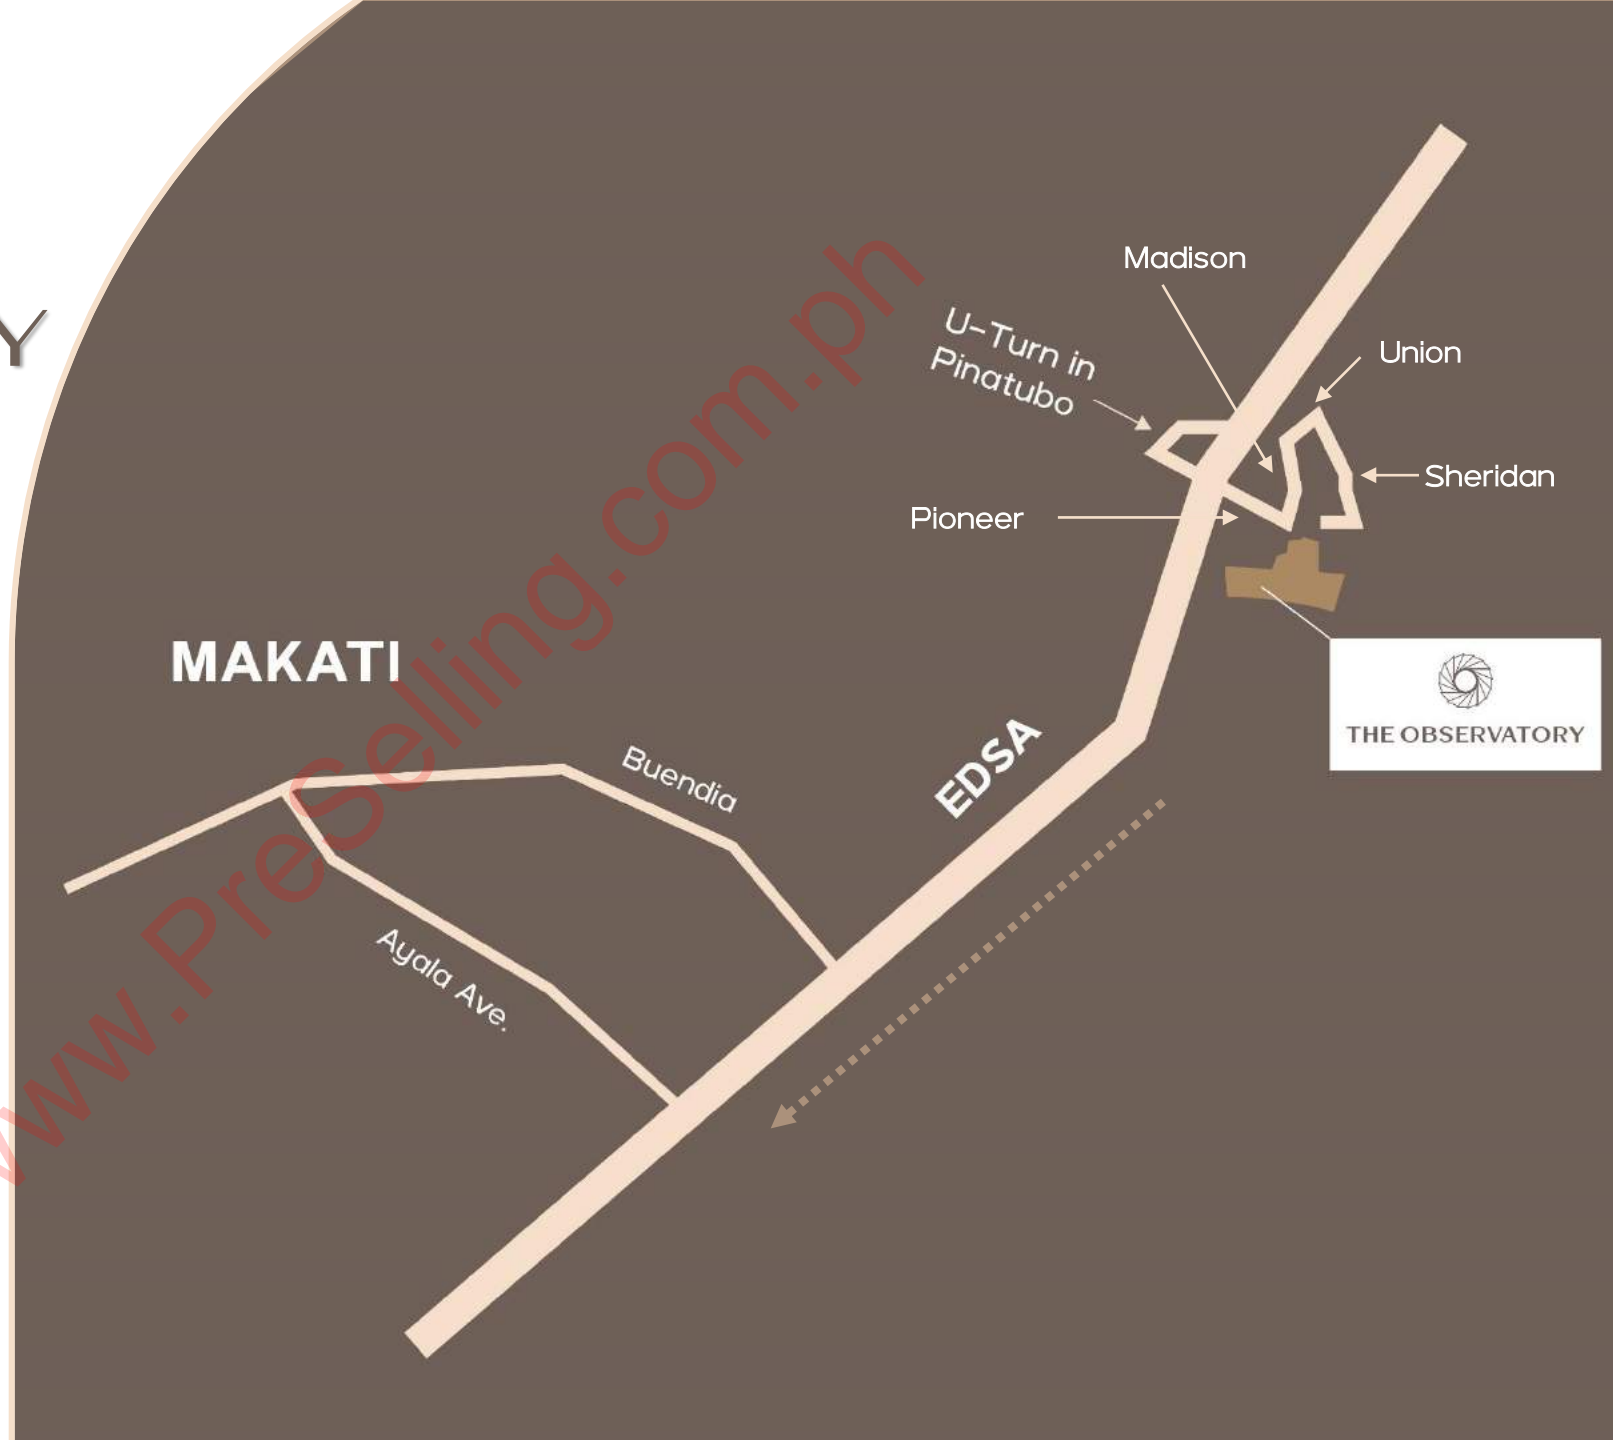 Y
Madison
U-Turn in
Pinatubo
Union
Sheridan
Pioneer
MAKATI
THE OBSERVATORY
EDSA
Buendia
Ayala Ave.
www.PreSelling.com.ph